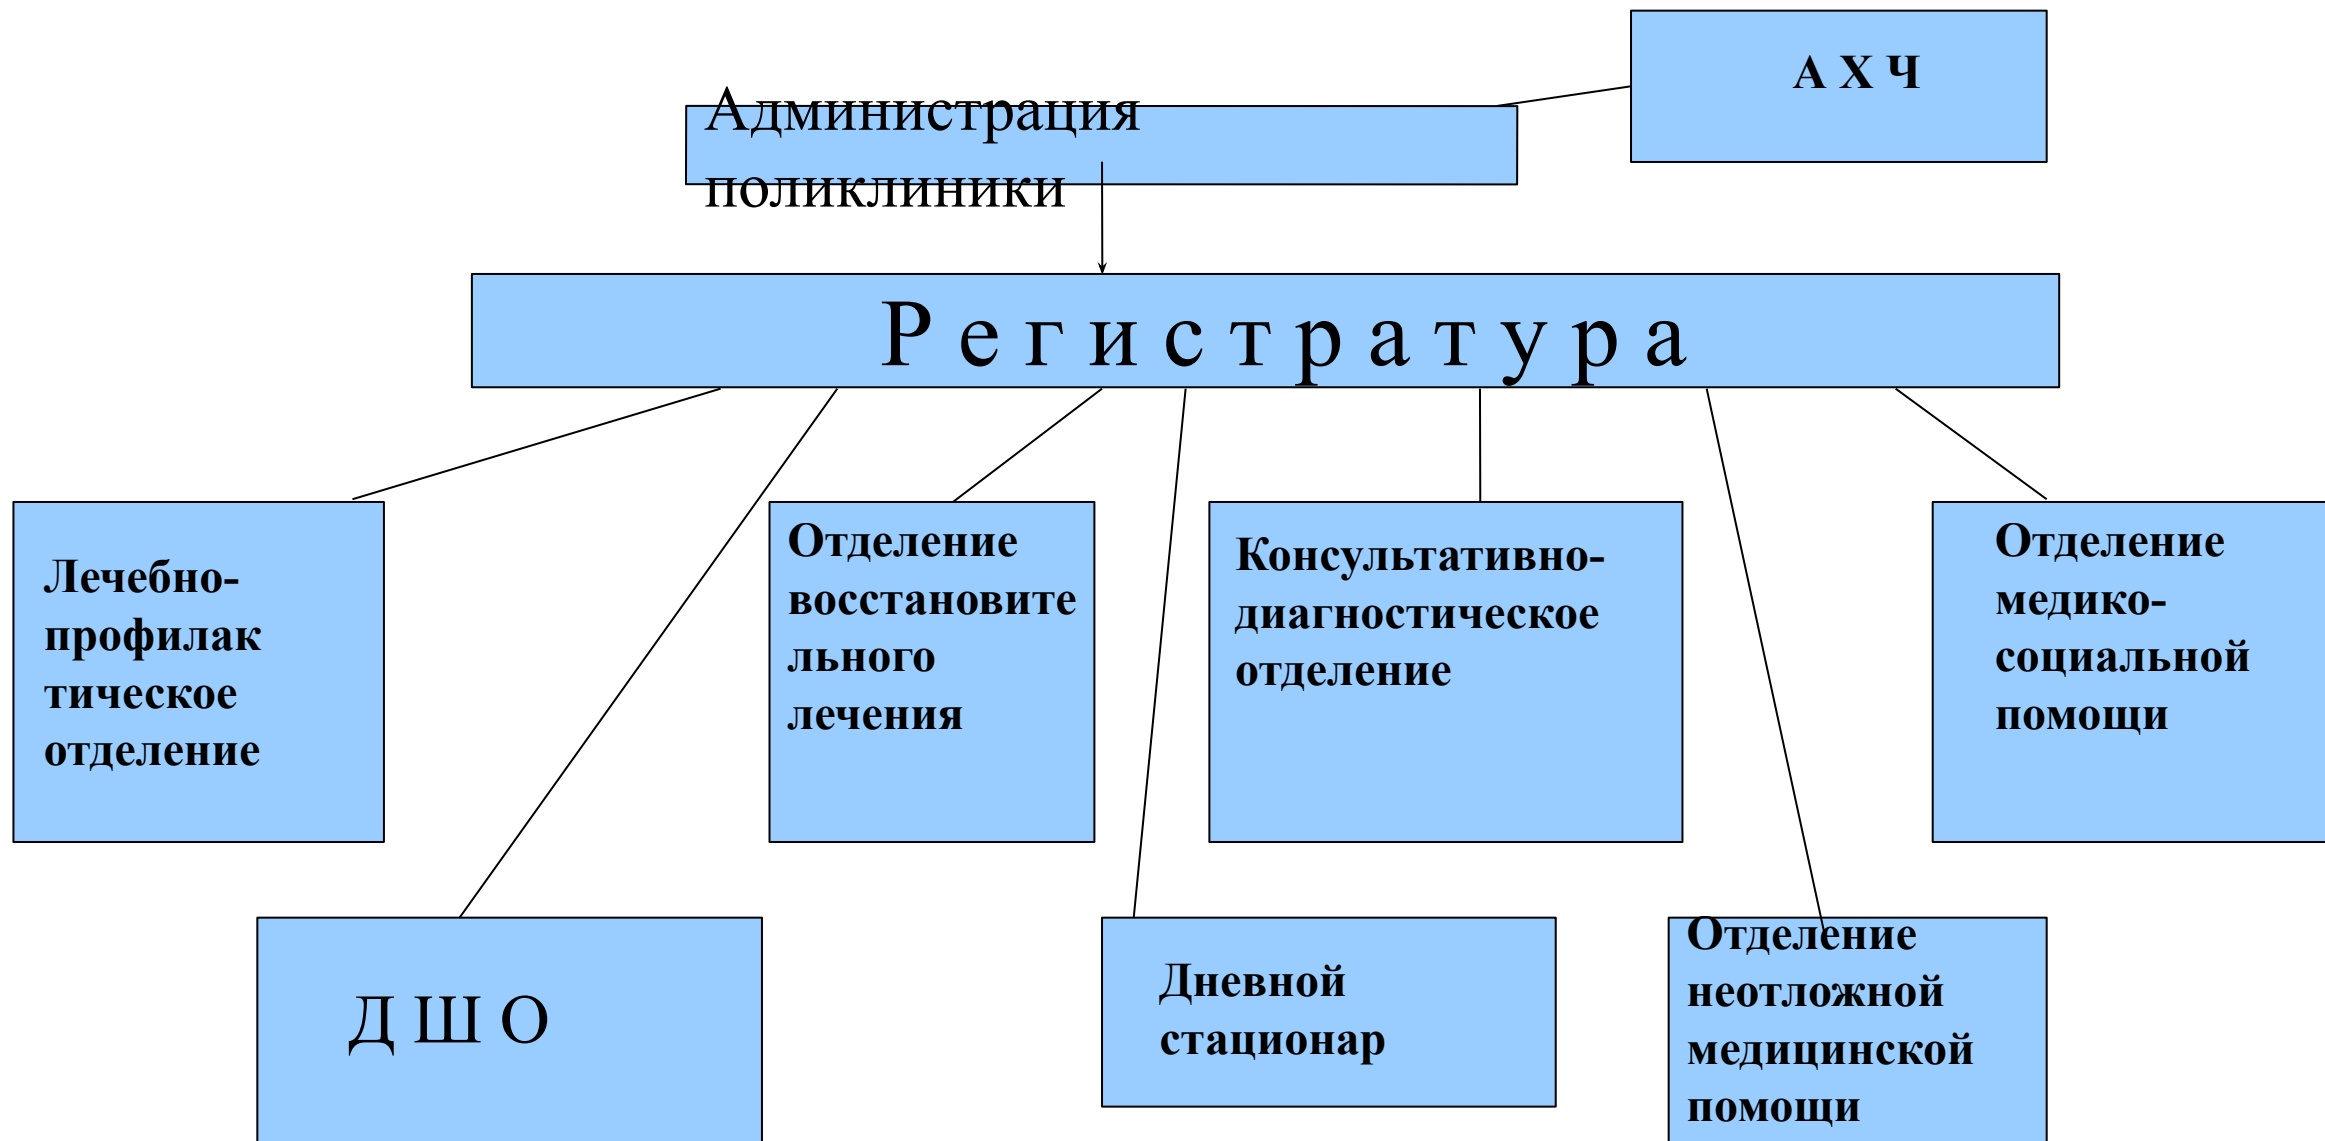 А Х Ч
Администрация
поликлиники
Р е г и с т р а т у р а
Лечебно-
профилак
тическое
отделение
Отделение
восстановите
льного
лечения
Консультативно-
диагностическое
отделение
Отделение
медико-
социальной
помощи
Д Ш О
Дневной
стационар
Отделение
неотложной
медицинской
помощи